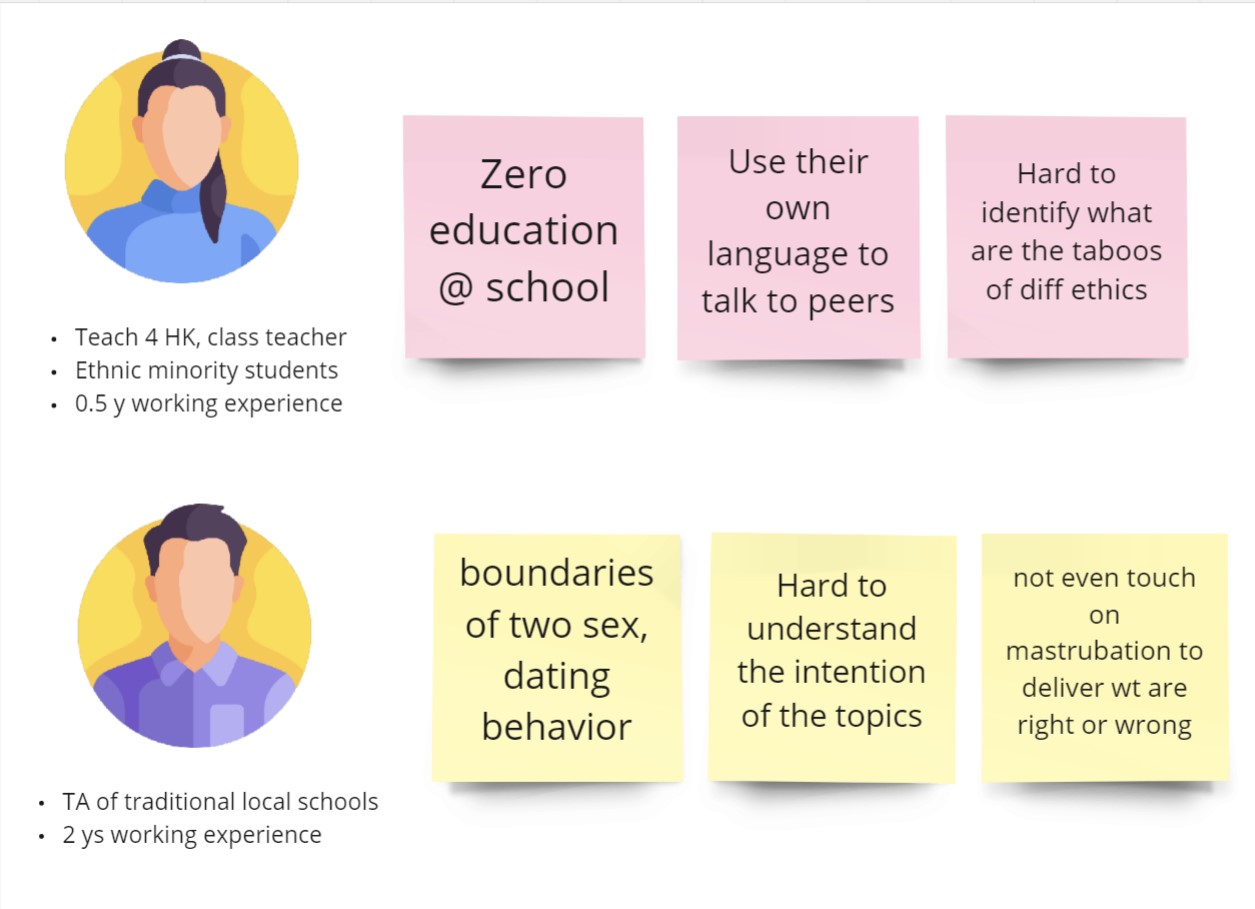 Zero
education
@ school
Use their
own
language to
talk to peers
Hard to
identify what
are the taboos
of diff ethics
• Teach 4 HK, class teacher
• Ethnic minority students
• 0.5 y working experience
boundaries
of two sex,
dating
behavior
Hard to
understand
the intention
of the topics
not even touch
on
mastrubation to
deliver wt are
right or wrong
• TA of traditional local schools
• 2 ys working experience